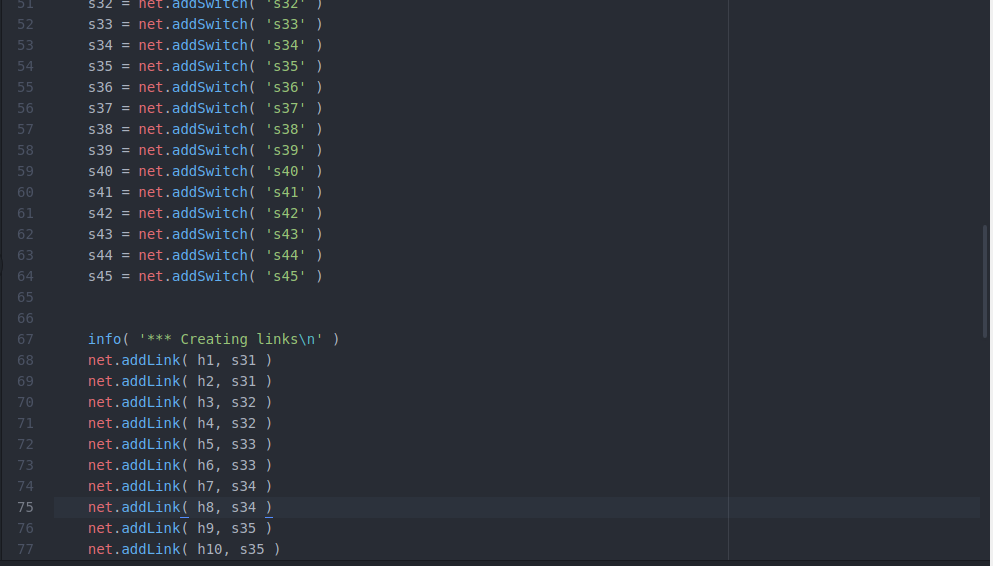 51    s32 = net.addSwitch( 's32' )
52    s33 = net.addSwitch( 's33' )
53    s34 = net.addSwitch( 's34' )
54    s35 = net.addSwitch( 's35' )
55    s36 = net.addSwitch( 's36' )
56    s37 = net.addSwitch( 's37' )
57    s38 = net.addSwitch( 's38' )
58    s39 = net.addSwitch( 's39' )
59    s40 = net.addSwitch( 's40' )
60    s41 = net.addSwitch( 's41' )
61    s42 = net.addSwitch( 's42' )
62    s43 = net.addSwitch( 's43' )
63    s44 = net.addSwitch( 's44' )
64    s45 = net.addSwitch( 's45' )
65
66
67    info( '*** Creating links\n' )
68    net.addLink( h1, s31 )
69    net.addLink( h2, s31 )
70    net.addLink( h3, s32 )
71    net.addLink( h4, s32 )
72    net.addLink( h5, s33 )
73    net.addLink( h6, s33 )
74    net.addLink( h7, s34 )
75    net.addLink( h8, s34 )
76    net.addLink( h9, s35 )
77    net.addLink( h10, s35 )